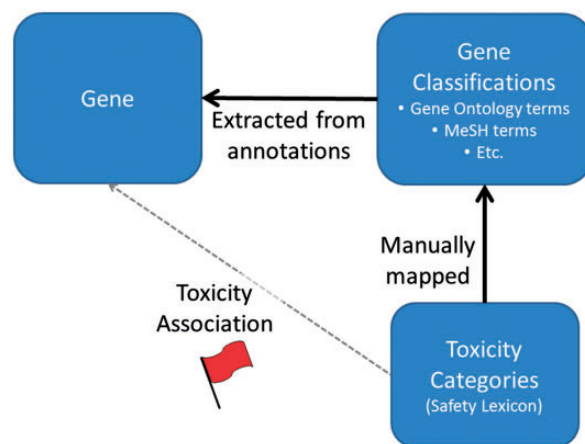 Gene
Gene
Classifications
• Gene Ontology terms
• MeSH terms
• Etc.
Extracted from
annotations
Manually
mapped
Toxicity
Association
Toxicity
Categories
(Safety Lexicon)